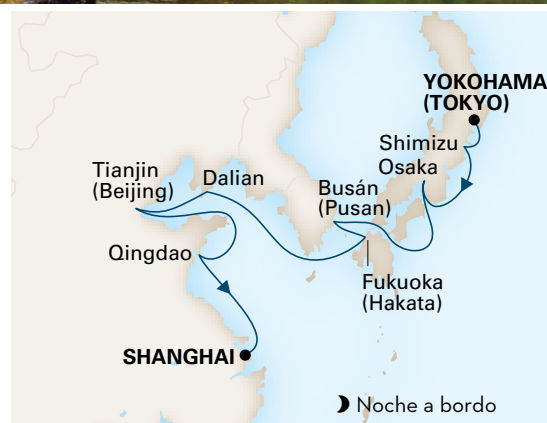 YOKOHAMA
(TOKYO)
Shimizu
Osaka
Tianjin
(Beijing)
Dalian
Busán
(Pusan)
Qingdao
Fukuoka
(Hakata)
SHANGHAI
Noche a bordo